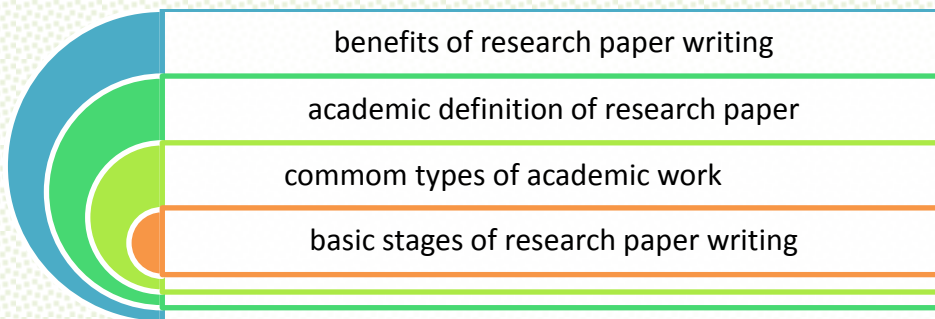 benefits of research paper writing
academic definition of research paper
commom types of academic work
basic stages of research paper writing